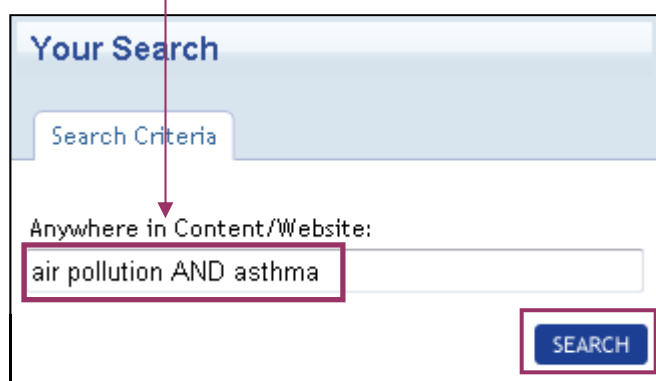 Your Search
Search Criteria
Anywhere in Content/Website:
air pollution AND asthma
SEARCH